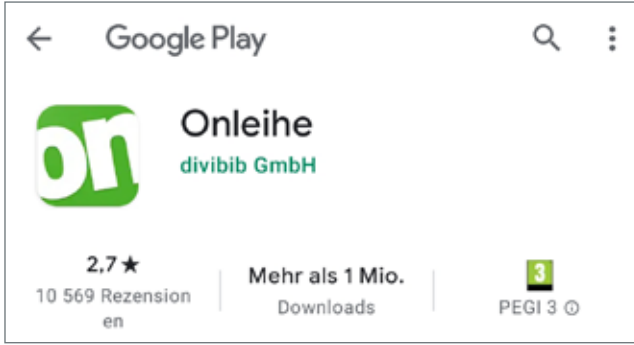 Google Play
on
Onleihe
divibib GmbH
2,7 ★
10 569 Rezension
en
Mehr als 1 Mio.
Downloads
3
PEGI 3